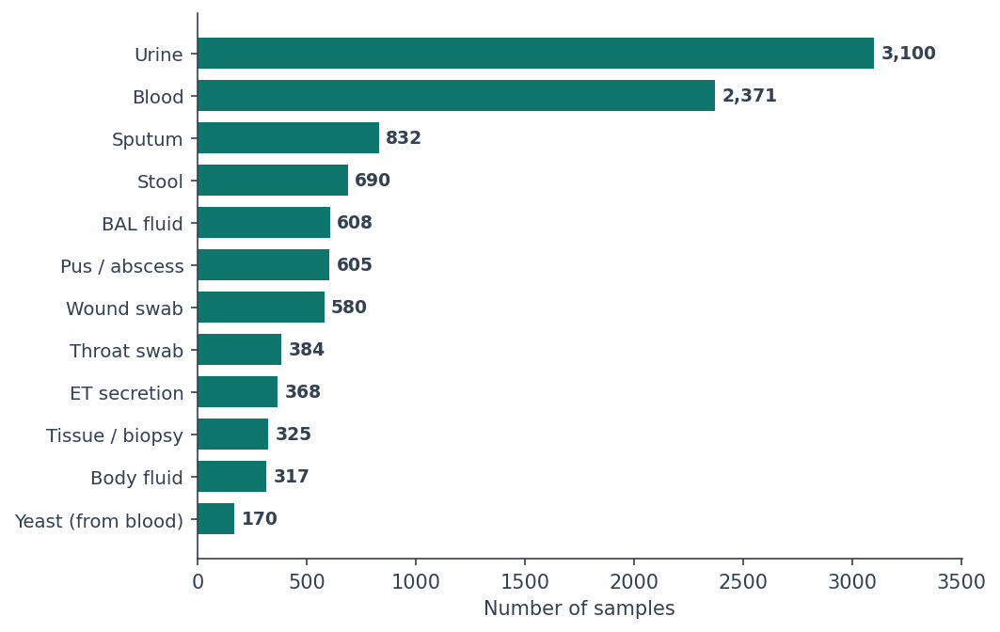 Urine 3,100
Blood 2,371
Sputum 832
Stool 690
BAL fluid 608
Pus / abscess 605
Wound swab 580
Throat swab 384
ET secretion 368
Tissue / biopsy 325
Body fluid 317
Yeast (from blood) 170
0 500 1000 1500 2000 2500 3000 3500
Number of samples